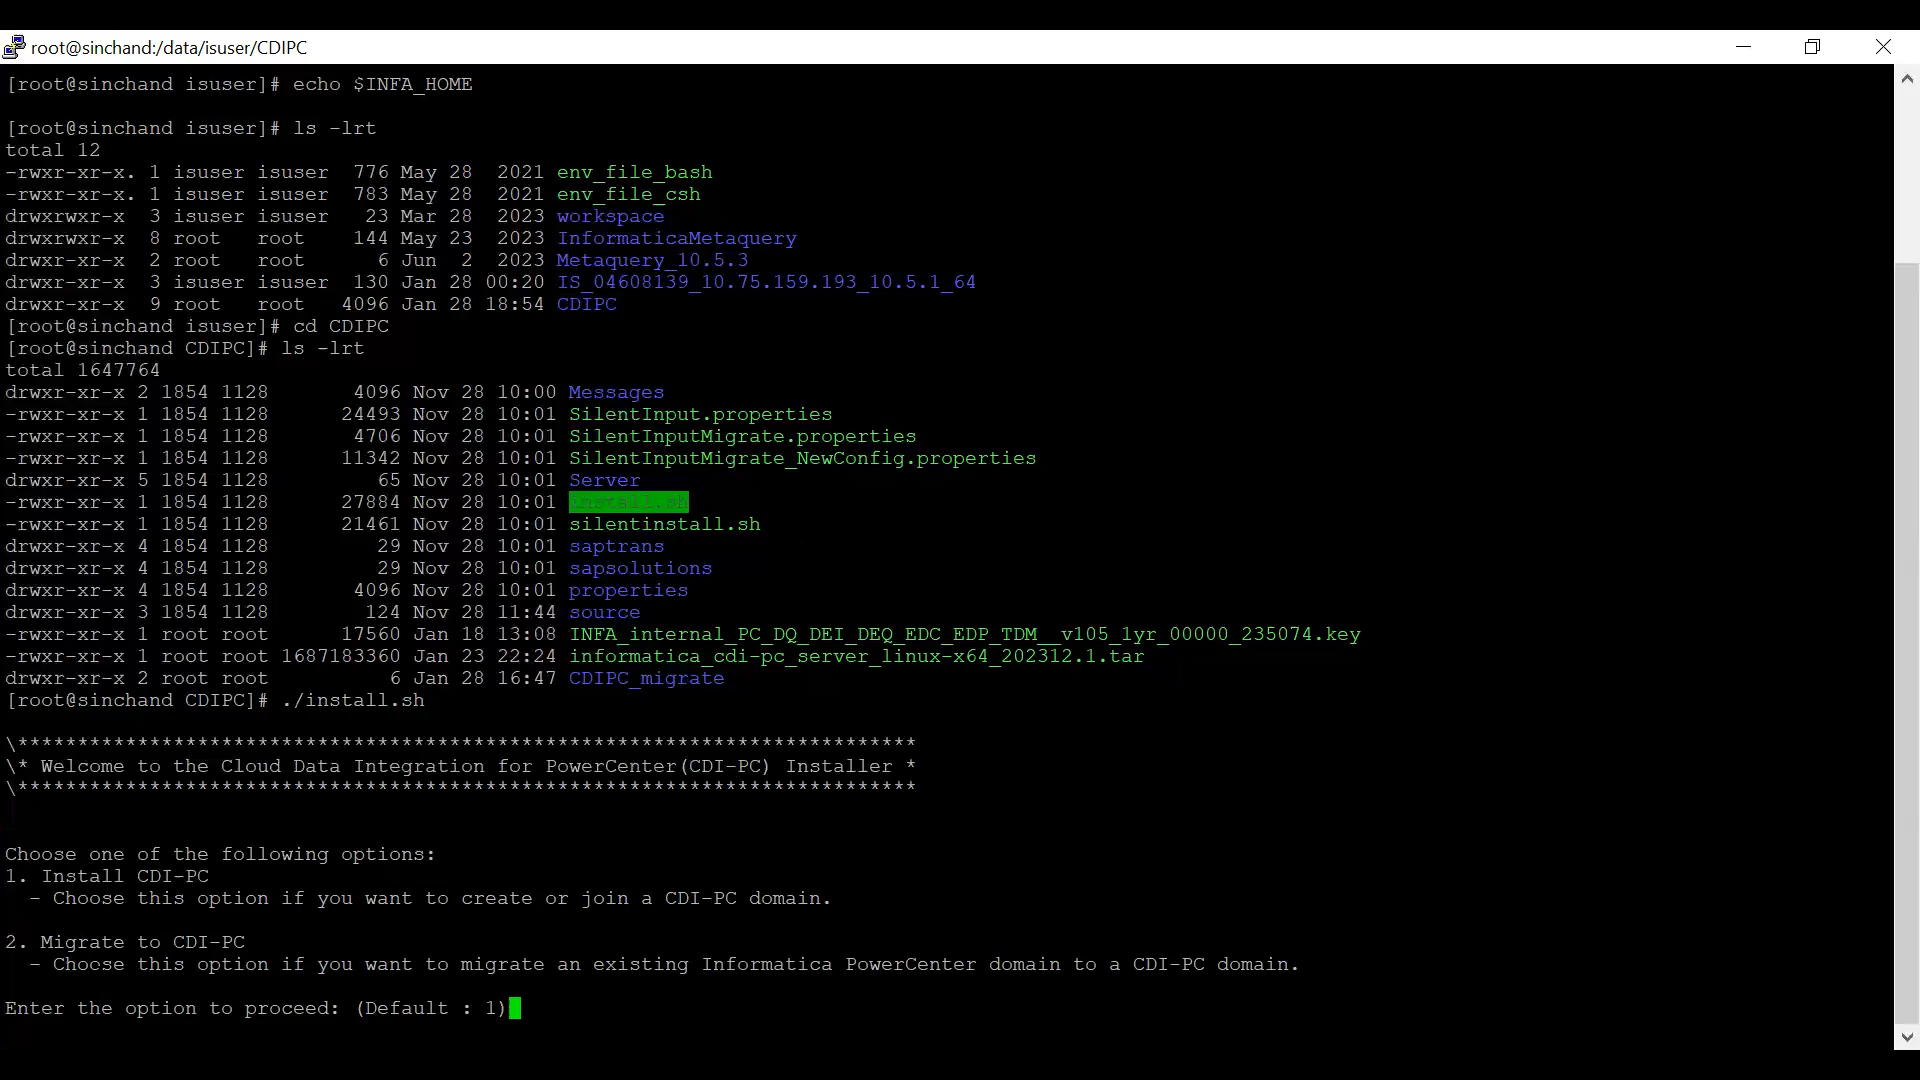 root@sinchand:/data/isuser/CDIPC
[root@sinchand isuser]# echo $INFA_HOME
[root@sinchand isuser]# ls -lrt
total 12
-rwxr-xr-x. 1 isuser isuser  776 May 28  2021 env_file_bash
-rwxr-xr-x. 1 isuser isuser  783 May 28  2021 env_file_csh
drwxrwxr-x  3 isuser isuser   23 Mar 28  2023 workspace
drwxrwxr-x  8 root   root    144 May 23  2023 InformaticaMetaquery
drwxrwxr-x  2 root   root      6 Jun  2  2023 Metaquery_10.5.3
drwxr-xr-x  3 isuser isuser  130 Jan 28 00:20 IS_04608139_10.75.159.193_10.5.1_64
drwxr-xr-x  9 root   root   4096 Jan 28 18:54 CDIPC
[root@sinchand isuser]# cd CDIPC
[root@sinchand CDIPC]# ls -lrt
total 1647764
drwxr-xr-x 2 1854 1128       4096 Nov 28 10:00 Messages
-rwxr-xr-x 1 1854 1128      24493 Nov 28 10:01 SilentInput.properties
-rwxr-xr-x 1 1854 1128       4706 Nov 28 10:01 SilentInputMigrate.properties
-rwxr-xr-x 1 1854 1128      11342 Nov 28 10:01 SilentInputMigrate_NewConfig.properties
drwxr-xr-x 5 1854 1128         65 Nov 28 10:01 Server
-rwxr-xr-x 1 1854 1128      27884 Nov 28 10:01 install.sh
-rwxr-xr-x 1 1854 1128      21461 Nov 28 10:01 silentinstall.sh
drwxr-xr-x 4 1854 1128         29 Nov 28 10:01 saptrans
drwxr-xr-x 4 1854 1128         29 Nov 28 10:01 sapsolutions
drwxr-xr-x 4 1854 1128       4096 Nov 28 10:01 properties
drwxr-xr-x 3 1854 1128        124 Nov 28 11:44 source
-rwxr-xr-x 1 root root      17560 Jan 18 13:08 INFA_internal_PC_DQ_DEI_DEQ_EDC_EDP_TDM__v105_1yr_00000_235074.key
-rwxr-xr-x 1 root root 1687183360 Jan 23 22:24 informatica_cdi-pc_server_linux-x64_202312.1.tar
drwxr-xr-x 2 root root          6 Jan 28 16:47 CDIPC_migrate
[root@sinchand CDIPC]# ./install.sh
\***************************************************************************
\* Welcome to the Cloud Data Integration for PowerCenter(CDI-PC) Installer *
\***************************************************************************
Choose one of the following options:
1. Install CDI-PC
- Choose this option if you want to create or join a CDI-PC domain.
2. Migrate to CDI-PC
- Choose this option if you want to migrate an existing Informatica PowerCenter domain to a CDI-PC domain.
Enter the option to proceed: (Default : 1)